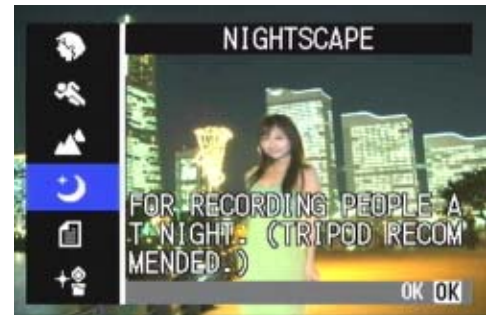 NIGHTSCAPE
FOR RECORDING PEOPLE A
T NIGHT. (TRIPOD RECOM
MENDED.)
OK OK